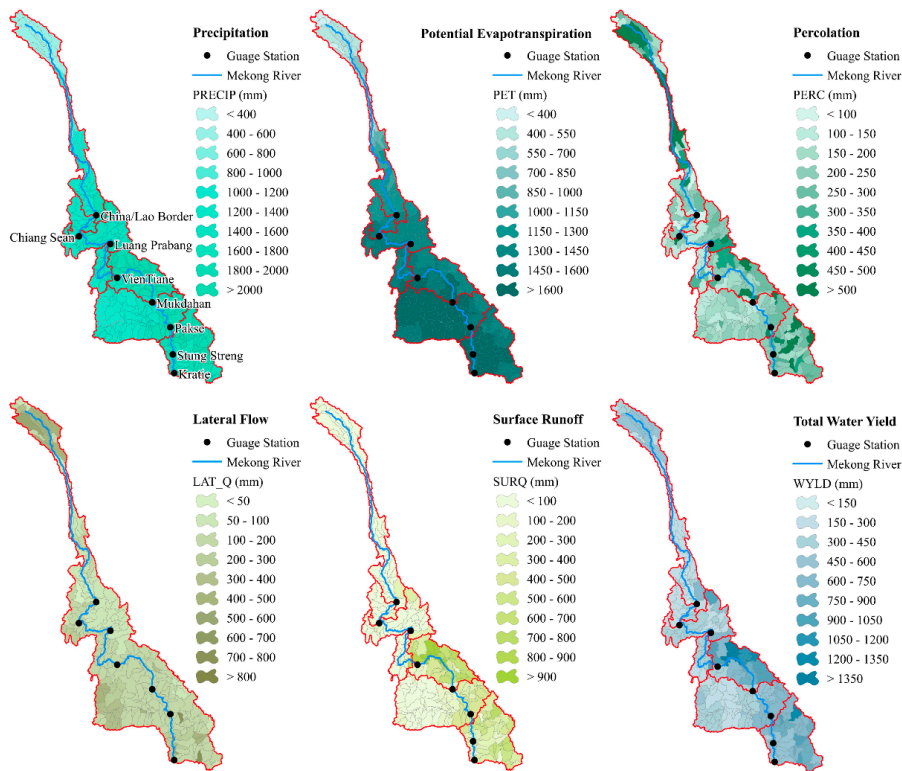 Precipitation
Guage Station
Mekong River
PRECIP (mm)
< 400
400 - 600
600 - 800
800 - 1000
1000 - 1200
1200 - 1400
1400 - 1600
1600 - 1800
1800 - 2000
> 2000
China/Lao Border
Chiang Sean
Luang Prabang
VienTiane
Mukdahan
Pakse
Stung Streng
Kratie
Potential Evapotranspiration
Guage Station
Mekong River
PET (mm)
< 400
400 - 550
550 - 700
700 - 850
850 - 1000
1000 - 1150
1150 - 1300
1300 - 1450
1450 - 1600
> 1600
Percolation
Guage Station
Mekong River
PERC (mm)
< 100
100 - 150
150 - 200
200 - 250
250 - 300
300 - 350
350 - 400
400 - 450
450 - 500
> 500
Lateral Flow
Guage Station
Mekong River
LAT_Q (mm)
< 50
50 - 100
100 - 200
200 - 300
300 - 400
400 - 500
500 - 600
600 - 700
700 - 800
> 800
Surface Runoff
Guage Station
Mekong River
SURQ (mm)
< 100
100 - 200
200 - 300
300 - 400
400 - 500
500 - 600
600 - 700
700 - 800
800 - 900
> 900
Total Water Yield
Guage Station
Mekong River
WYLD (mm)
< 150
150 - 300
300 - 450
450 - 600
600 - 750
750 - 900
900 - 1050
1050 - 1200
1200 - 1350
> 1350